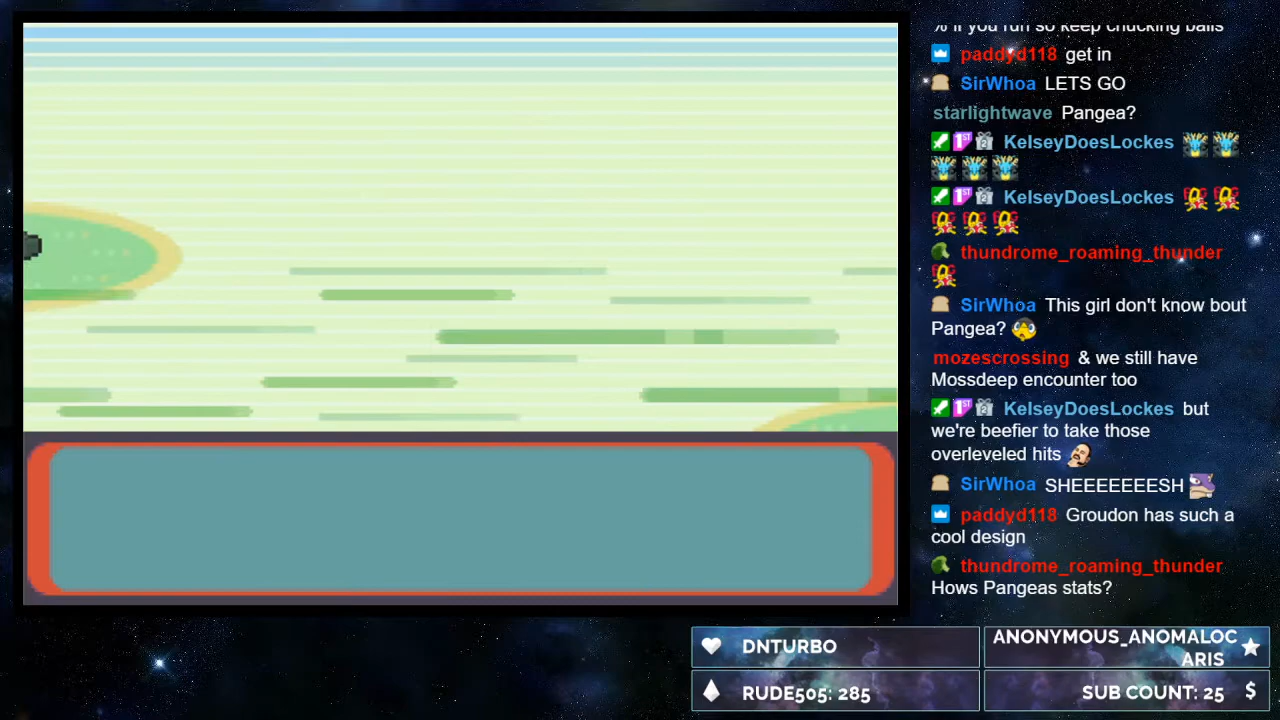 % if you run so keep chucking balls
paddyd118 get in
SirWhoa LETS GO
starlightwave Pangea?
KelseyDoesLockes
KelseyDoesLockes
thundrome_roaming_thunder
SirWhoa This girl don't know bout
Pangea?
mozescrossing & we still have
Mossdeep encounter too
KelseyDoesLockes but
we're beefier to take those
overleveled hits
SirWhoa SHEEEEEEESH
paddyd118 Groudon has such a
cool design
thundrome_roaming_thunder
Hows Pangeas stats?
DNTURBO
ANONYMOUS_ANOMALOC
ARIS
RUDE505: 285
SUB COUNT: 25 $